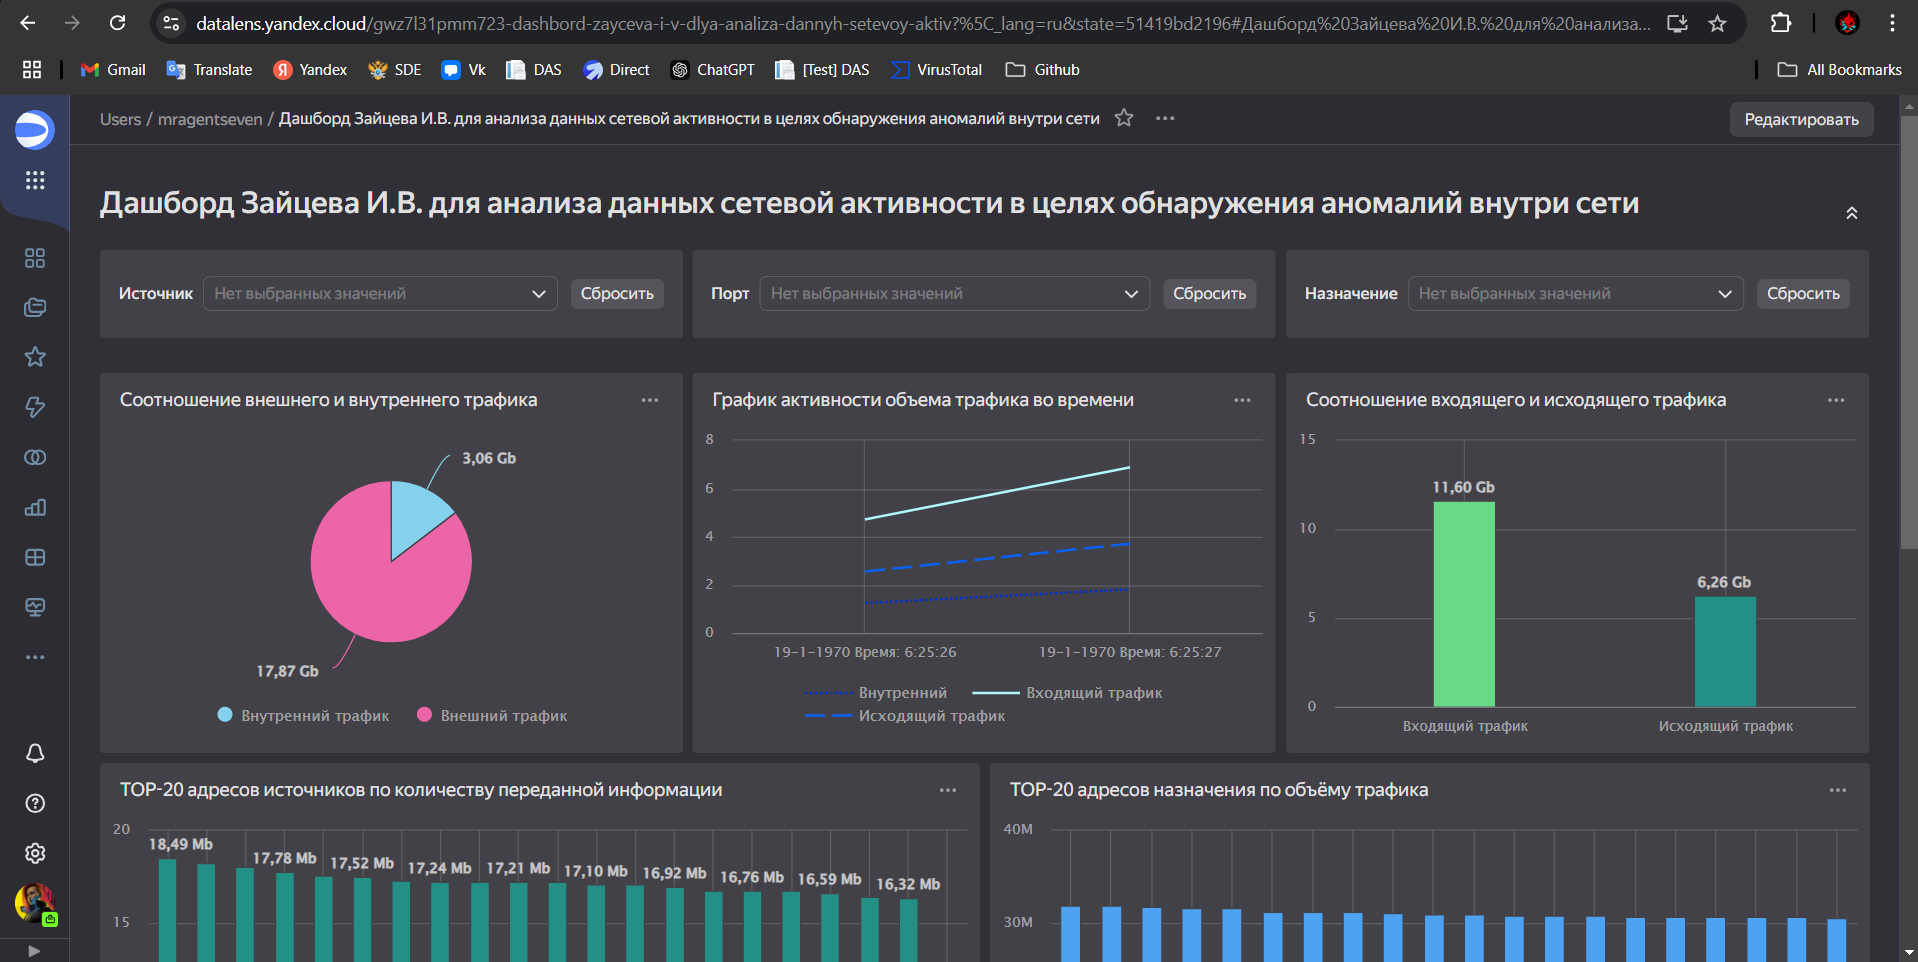 datalens.yandex.cloud/gwz7l31pmm723-dashbord-zayceva-i-v-dlya-analiza-dannyh-setevoy-aktiv?%5C_lang=ru&state=51419bd2196#Дашборд%20Зайцева%20И.В.%20для%20анализа...
Gmail Translate Yandex SDE Vk DAS Direct ChatGPT [Test] DAS VirusTotal Github All Bookmarks
Users / mragentseven / Дашборд Зайцева И.В. для анализа данных сетевой активности в целях обнаружения аномалий внутри сети
Редактировать
Дашборд Зайцева И.В. для анализа данных сетевой активности в целях обнаружения аномалий внутри сети
Источник Нет выбранных значений Сбросить
Порт Нет выбранных значений Сбросить
Назначение Нет выбранных значений Сбросить
Соотношение внешнего и внутреннего трафика
3,06 Gb
17,87 Gb
Внутренний трафик Внешний трафик
График активности объема трафика во времени
8
6
4
2
0
19-1-1970 Время: 6:25:26 19-1-1970 Время: 6:25:27
Внутренний Входящий трафик
Исходящий трафик
Соотношение входящего и исходящего трафика
15
11,60 Gb
10
6,26 Gb
5
0
Входящий трафик Исходящий трафик
TOP-20 адресов источников по количеству переданной информации
20
18,49 Mb 17,78 Mb 17,52 Mb 17,24 Mb 17,21 Mb 17,10 Mb 16,92 Mb 16,76 Mb 16,59 Mb 16,32 Mb
15
TOP-20 адресов назначения по объёму трафика
40M
30M